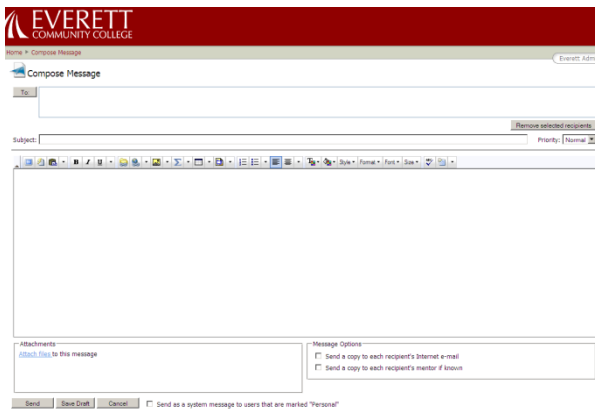 EVERETT
COMMUNITY COLLEGE
Home Compose Message
Everett Adm
Compose Message
To
Remove selected recipients
Subject: Priority: Normal
B I U Style Format Font Size
Attachments
Attach files to this message
Message Options
Send a copy to each recipient's Internet e-mail
Send a copy to each recipient's mentor if known
Send Save Draft Cancel Send as a system message to users that are marked "Personal"